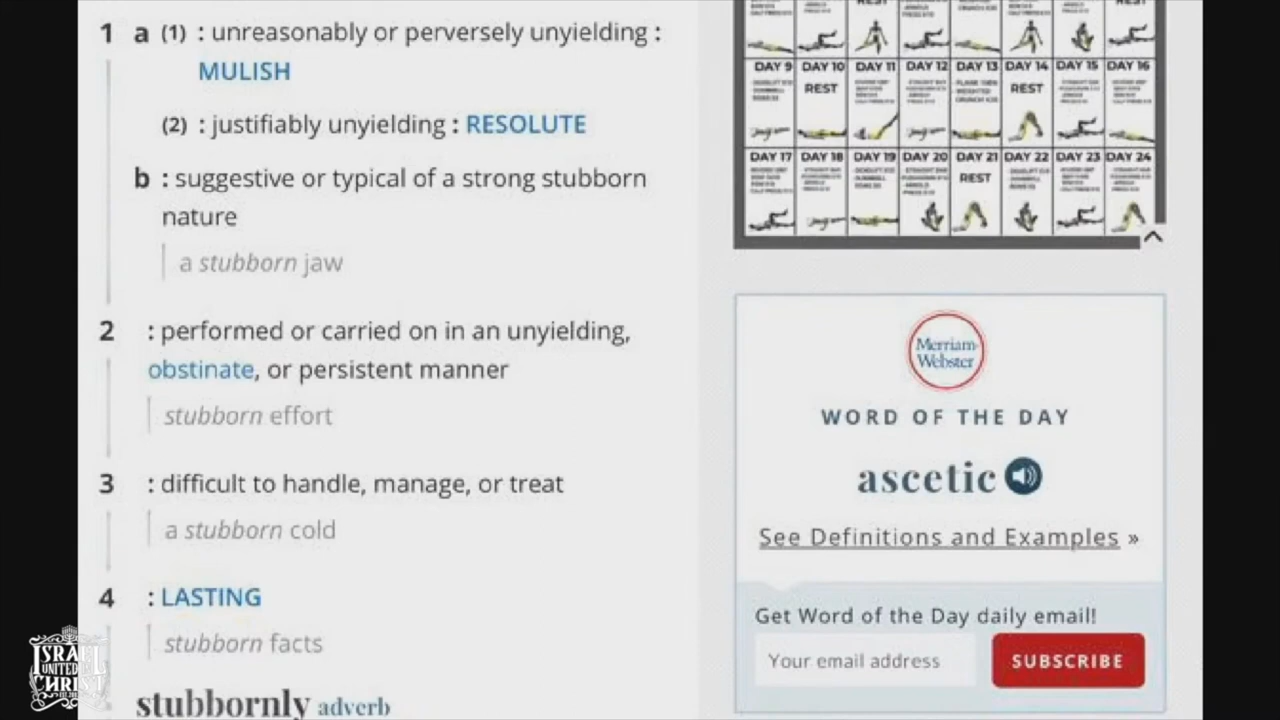 1 a (1) : unreasonably or perversely unyielding :
MULISH
(2) : justifiably unyielding : RESOLUTE
b : suggestive or typical of a strong stubborn
nature
a stubborn jaw
2 : performed or carried on in an unyielding,
obstinate, or persistent manner
stubborn effort
3 : difficult to handle, manage, or treat
a stubborn cold
4 : LASTING
stubborn facts
stubbornly adverb
REST REST
DAY 9 DAY 10 DAY 11 DAY 12 DAY 13 DAY 14 DAY 15 DAY 16
REST REST
DAY 17 DAY 18 DAY 19 DAY 20 DAY 21 DAY 22 DAY 23 DAY 24
REST
Merriam-
Webster
WORD OF THE DAY
ascetic
See Definitions and Examples »
Get Word of the Day daily email!
Your email address
SUBSCRIBE
ISRAEL
UNITED IN
CHRIST